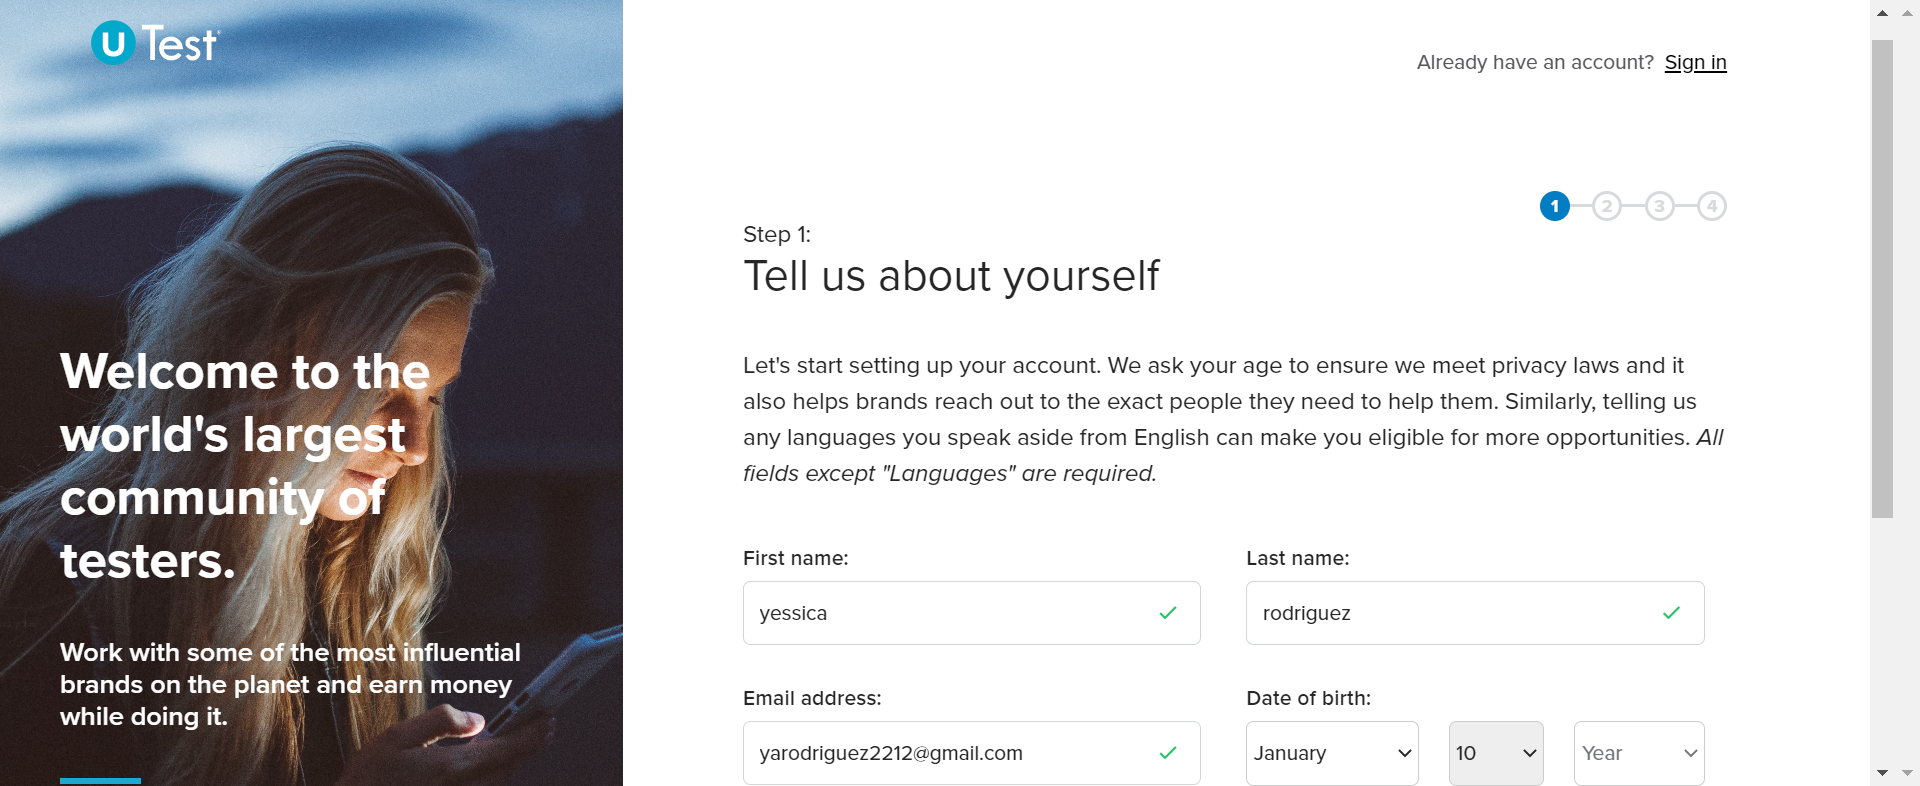 U Test
Already have an account? Sign in
1 2 3 4
Step 1:
Tell us about yourself
Let's start setting up your account. We ask your age to ensure we meet privacy laws and it
also helps brands reach out to the exact people they need to help them. Similarly, telling us
any languages you speak aside from English can make you eligible for more opportunities. All
fields except "Languages" are required.
Welcome to the
world's largest
community of
testers.
Work with some of the most influential
brands on the planet and earn money
while doing it.
First name: Last name:
yessica rodriguez
Email address: Date of birth:
yarodriguez2212@gmail.com January 10 Year